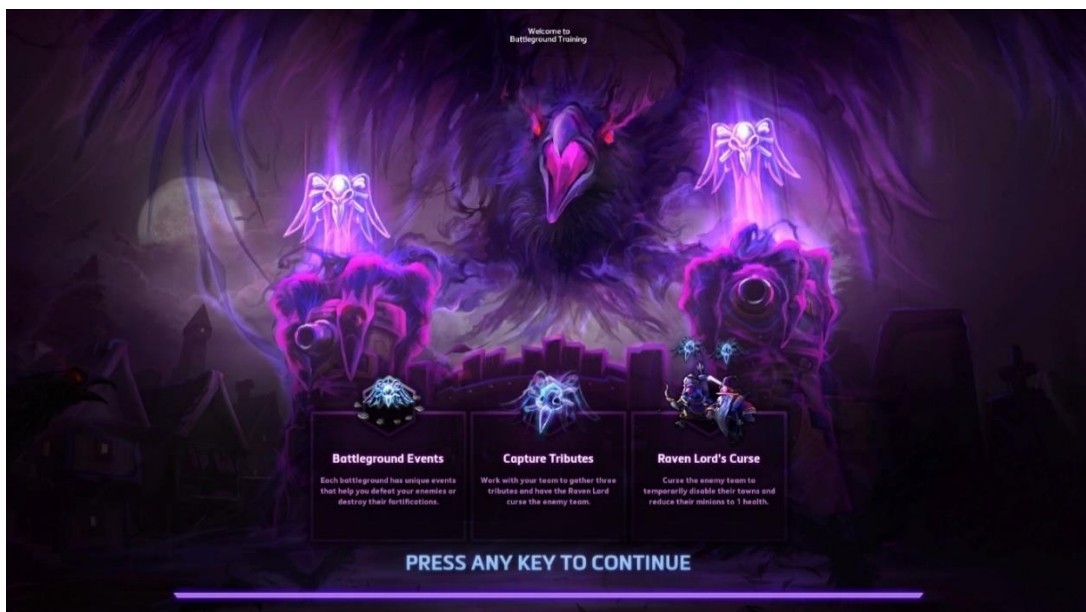 Welcome to
Battleground Training
Battleground Events
Each battleground has unique events
that help you defeat your enemies or
destroy their fortifications.
Capture Tributes
Work with your team to gather three
tributes and have the Raven Lord
curse the enemy team.
Raven Lord's Curse
Curse the enemy team to
temporarily disable their towns and
reduce their minions to 1 health.
PRESS ANY KEY TO CONTINUE